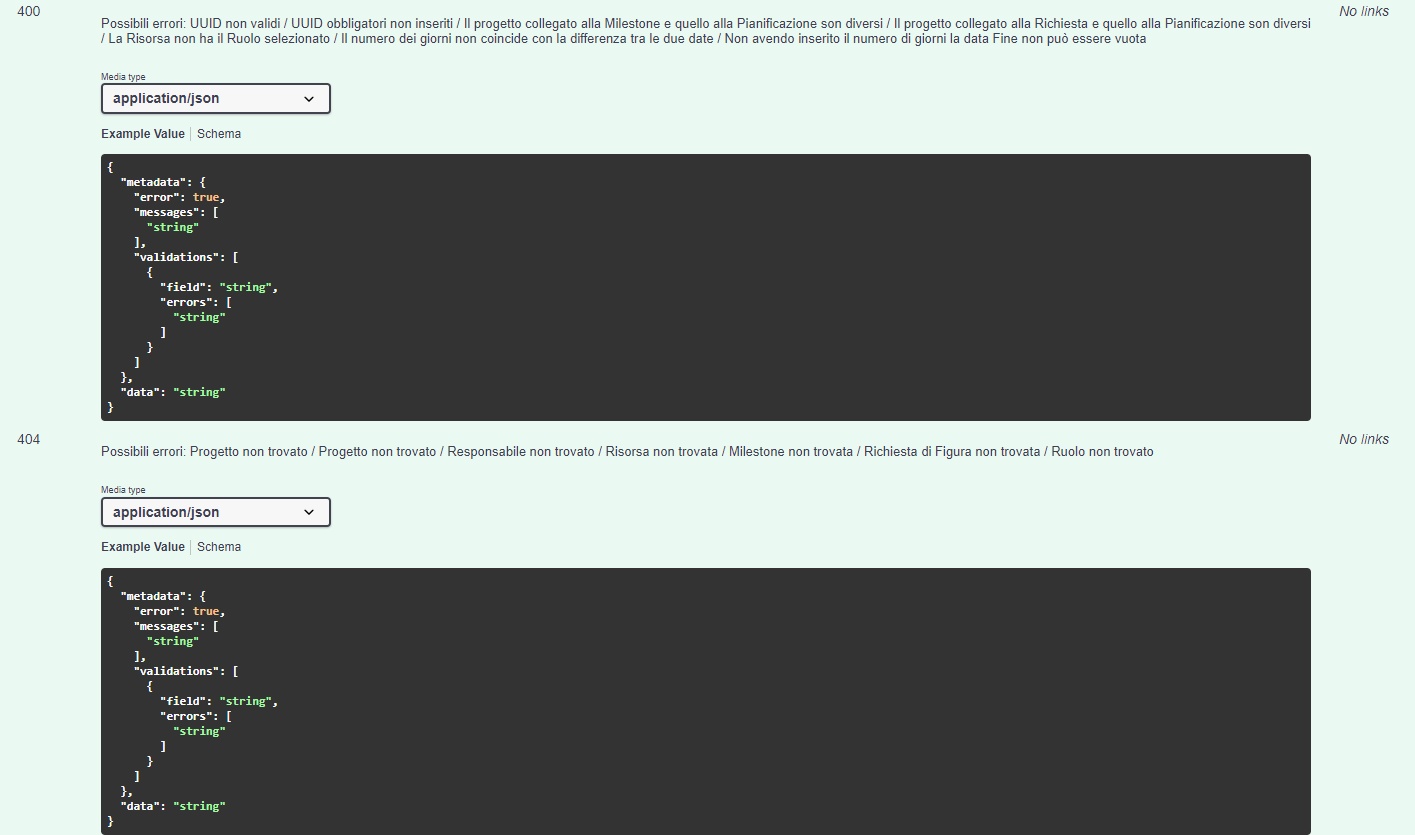 400
No links
Possibili errori: UUID non validi / UUID obbligatori non inseriti / Il progetto collegato alla Milestone e quello alla Pianificazione son diversi / Il progetto collegato alla Richiesta e quello alla Pianificazione son diversi
/ La Risorsa non ha il Ruolo selezionato / Il numero dei giorni non coincide con la differenza tra le due date / Non avendo inserito il numero di giorni la data Fine non può essere vuota
Media type
application/json
Example Value | Schema
{
  "metadata": {
    "error": true,
    "messages": [
      "string"
    ],
    "validations": [
      {
        "field": "string",
        "errors": [
          "string"
        ]
      }
    ]
  },
  "data": "string"
}
404
No links
Possibili errori: Progetto non trovato / Progetto non trovato / Responsabile non trovato / Risorsa non trovata / Milestone non trovata / Richiesta di Figura non trovata / Ruolo non trovato
Media type
application/json
Example Value | Schema
{
  "metadata": {
    "error": true,
    "messages": [
      "string"
    ],
    "validations": [
      {
        "field": "string",
        "errors": [
          "string"
        ]
      }
    ]
  },
  "data": "string"
}